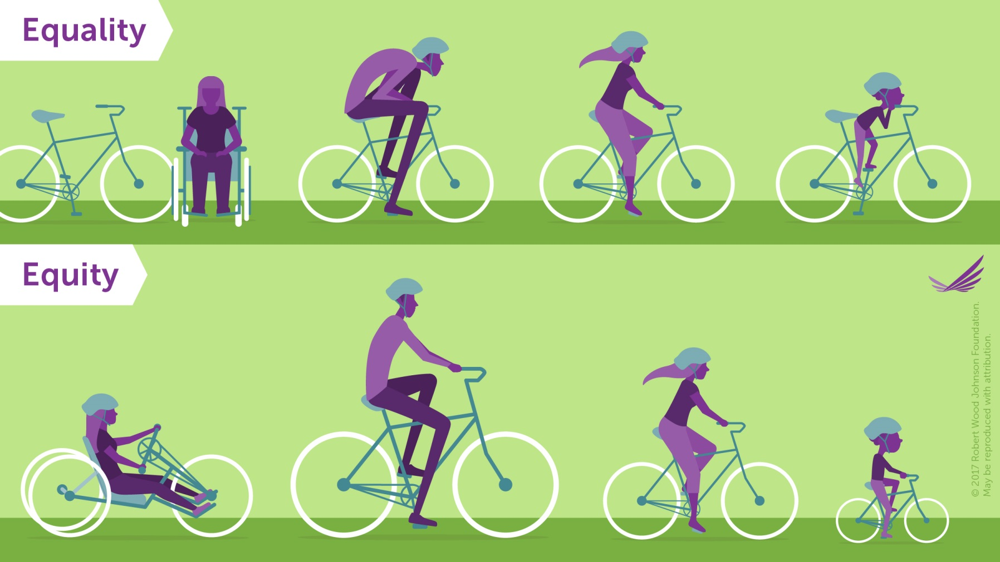 Equality
Equity
© 2017 Robert Wood Johnson Foundation.
May be reproduced with attribution.